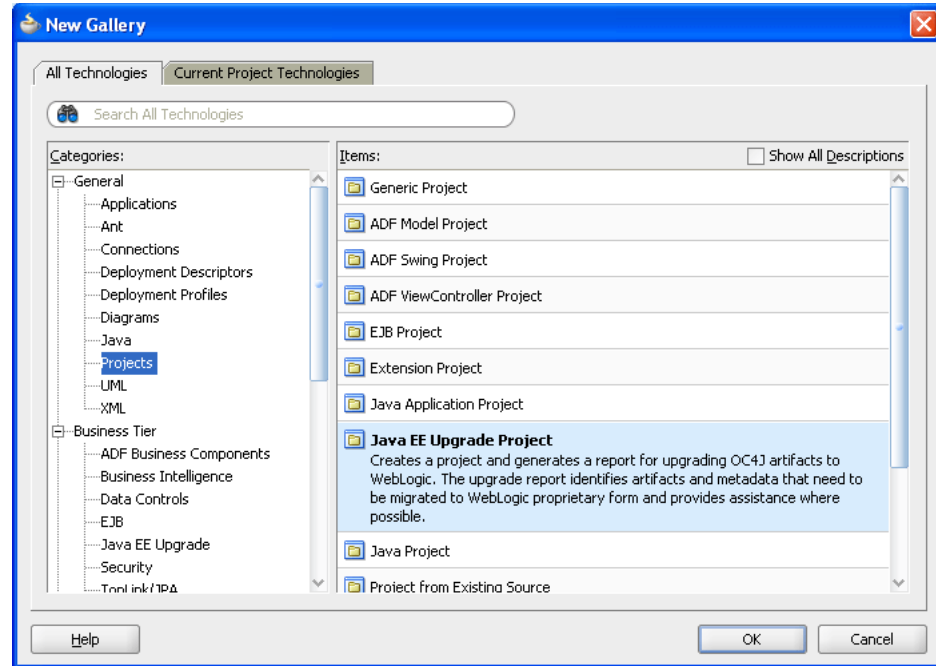 New Gallery
All Technologies
Current Project Technologies
Search All Technologies
Categories:
General
Applications
Ant
Connections
Deployment Descriptors
Deployment Profiles
Diagrams
Java
Projects
UML
XML
Business Tier
ADF Business Components
Business Intelligence
Data Controls
EJB
Java EE Upgrade
Security
TopLink/JPA
Items:
Show All Descriptions
Generic Project
ADF Model Project
ADF Swing Project
ADF ViewController Project
EJB Project
Extension Project
Java Application Project
Java EE Upgrade Project
Creates a project and generates a report for upgrading OC4J artifacts to
WebLogic. The upgrade report identifies artifacts and metadata that need to
be migrated to WebLogic proprietary form and provides assistance where
possible.
Java Project
Project from Existing Source
Help
OK
Cancel